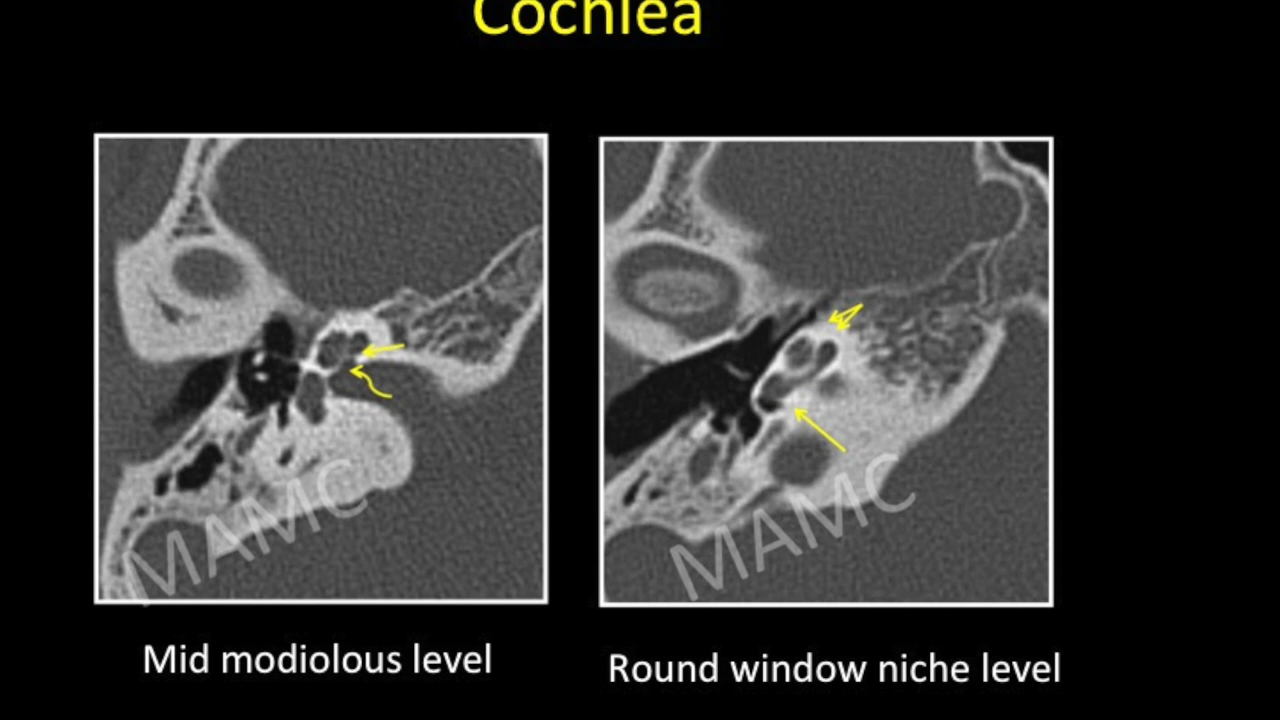 Cochlea
MAMC
MAMC
Mid modiolous level
Round window niche level